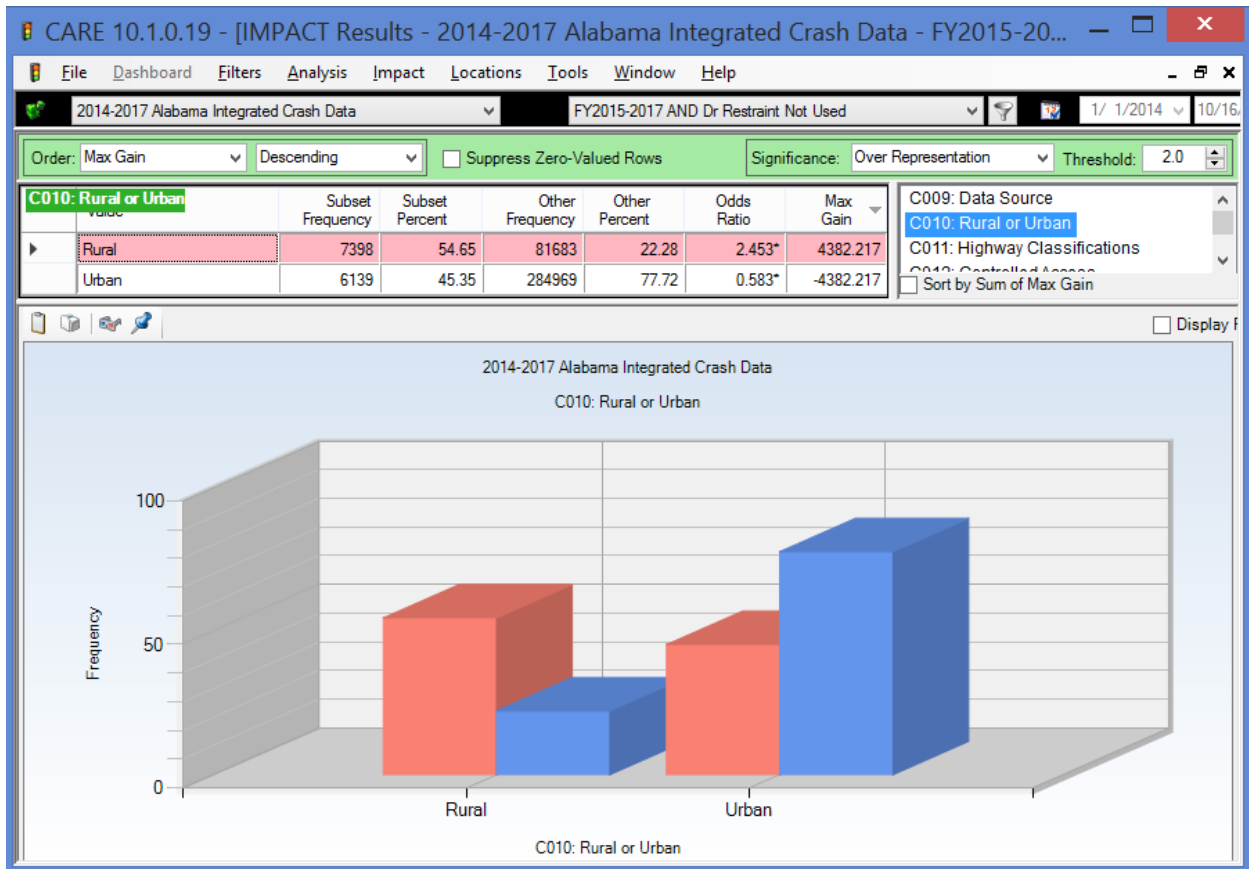 CARE 10.1.0.19 - [IMPACT Results - 2014-2017 Alabama Integrated Crash Data - FY2015-20...
File Dashboard Filters Analysis Impact Locations Tools Window Help
2014-2017 Alabama Integrated Crash Data FY2015-2017 AND Dr Restraint Not Used 1/ 1/2014 10/16/
Order: Max Gain Descending Suppress Zero-Valued Rows Significance: Over Representation Threshold: 2.0
C010: Rural or Urban Subset Frequency Subset Percent Other Frequency Other Percent Odds Ratio Max Gain
Rural 7398 54.65 81683 22.28 2.453* 4382.217
Urban 6139 45.35 284969 77.72 0.583* -4382.217
C009: Data Source
C010: Rural or Urban
C011: Highway Classifications
Sort by Sum of Max Gain
Display
2014-2017 Alabama Integrated Crash Data
C010: Rural or Urban
100
50
0
Frequency
Rural Urban
C010: Rural or Urban